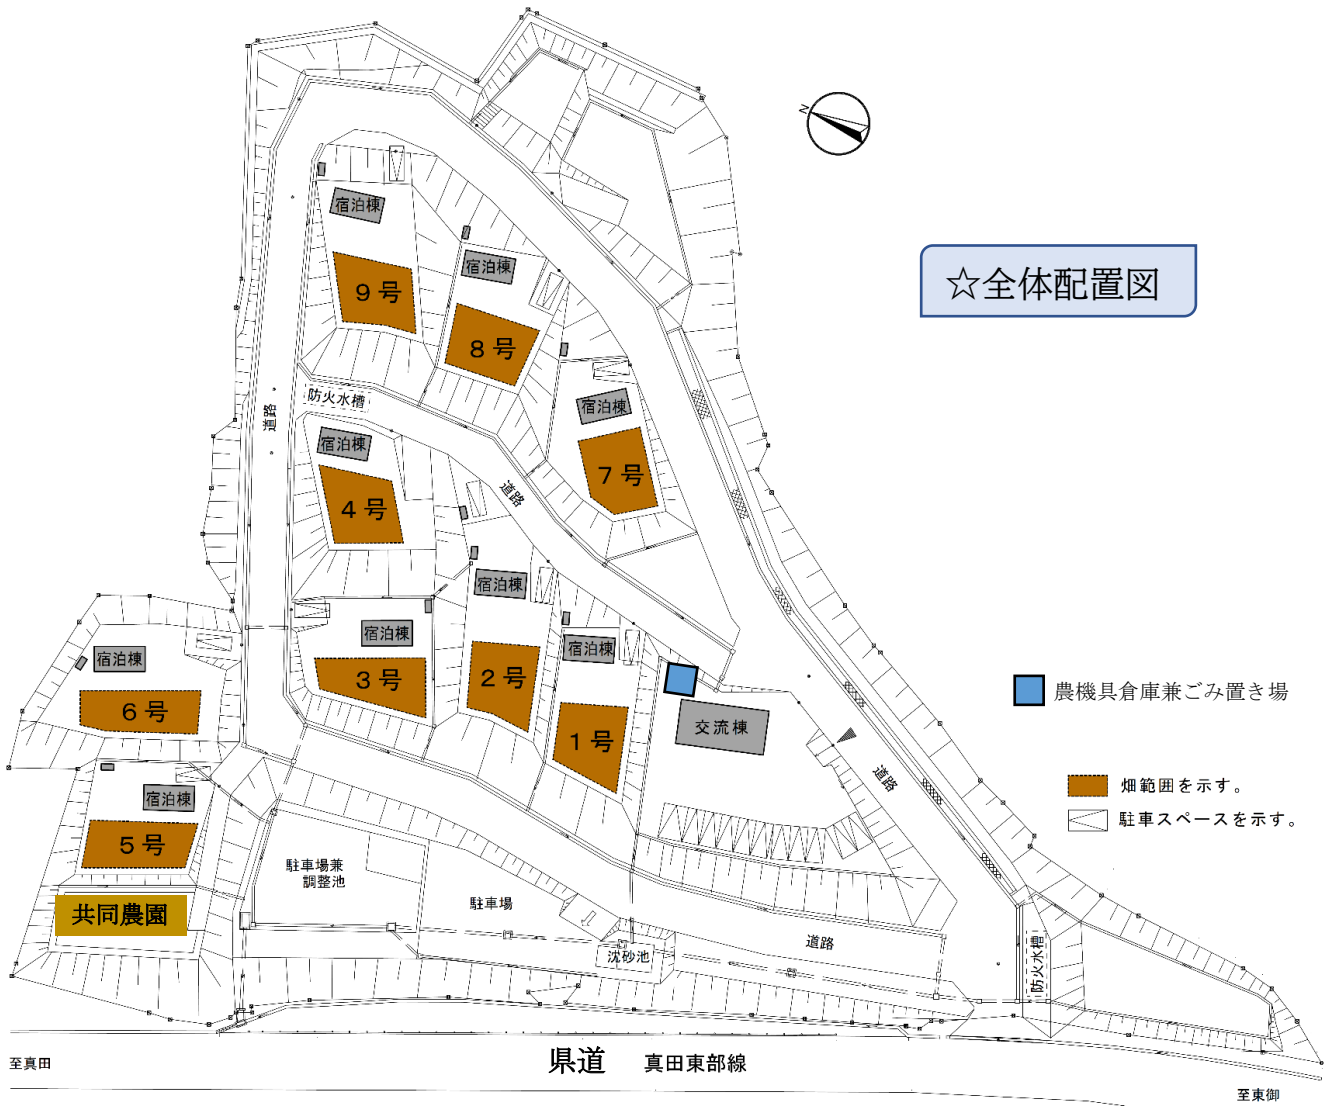 N
☆全体配置図
宿泊棟
9号
宿泊棟
8号
防火水槽
道路
宿泊棟
7号
宿泊棟
4号
道路
宿泊棟
2号
宿泊棟
3号
宿泊棟
1号
宿泊棟
6号
交流棟
農機具倉庫兼ごみ置き場
畑範囲を示す。
駐車スペースを示す。
道路
宿泊棟
5号
共同農園
駐車場兼
調整池
駐車場
沈砂池
道路
防火水槽
至真田
県道 真田東部線
至東御